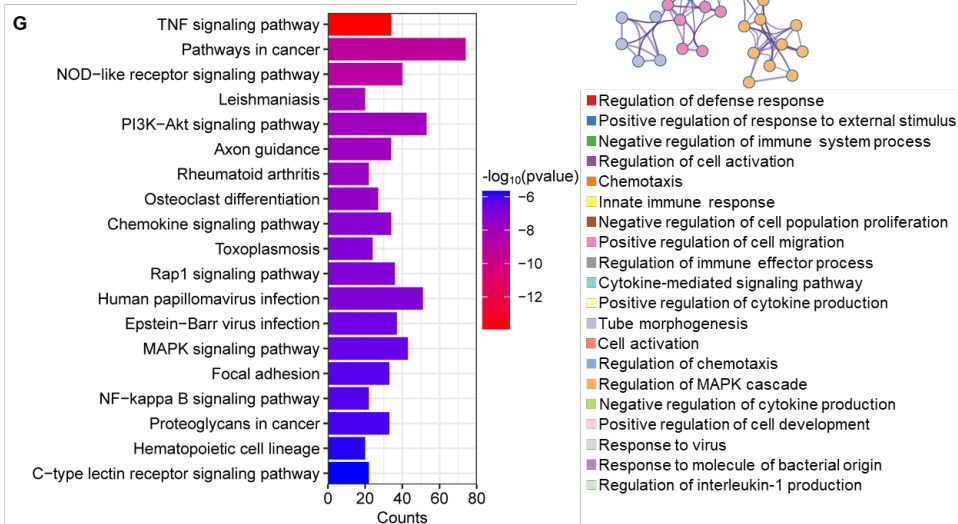 G
TNF signaling pathway
Pathways in cancer
NOD−like receptor signaling pathway
Leishmaniasis
PI3K−Akt signaling pathway
Axon guidance
Rheumatoid arthritis
Osteoclast differentiation
Chemokine signaling pathway
Toxoplasmosis
Rap1 signaling pathway
Human papillomavirus infection
Epstein−Barr virus infection
MAPK signaling pathway
Focal adhesion
NF−kappa B signaling pathway
Proteoglycans in cancer
Hematopoietic cell lineage
C−type lectin receptor signaling pathway
0 20 40 60 80
Counts
-log10(pvalue)
−6
−8
−10
−12
Regulation of defense response
Positive regulation of response to external stimulus
Negative regulation of immune system process
Regulation of cell activation
Chemotaxis
Innate immune response
Negative regulation of cell population proliferation
Positive regulation of cell migration
Regulation of immune effector process
Cytokine-mediated signaling pathway
Positive regulation of cytokine production
Tube morphogenesis
Cell activation
Regulation of chemotaxis
Regulation of MAPK cascade
Negative regulation of cytokine production
Positive regulation of cell development
Response to virus
Response to molecule of bacterial origin
Regulation of interleukin-1 production